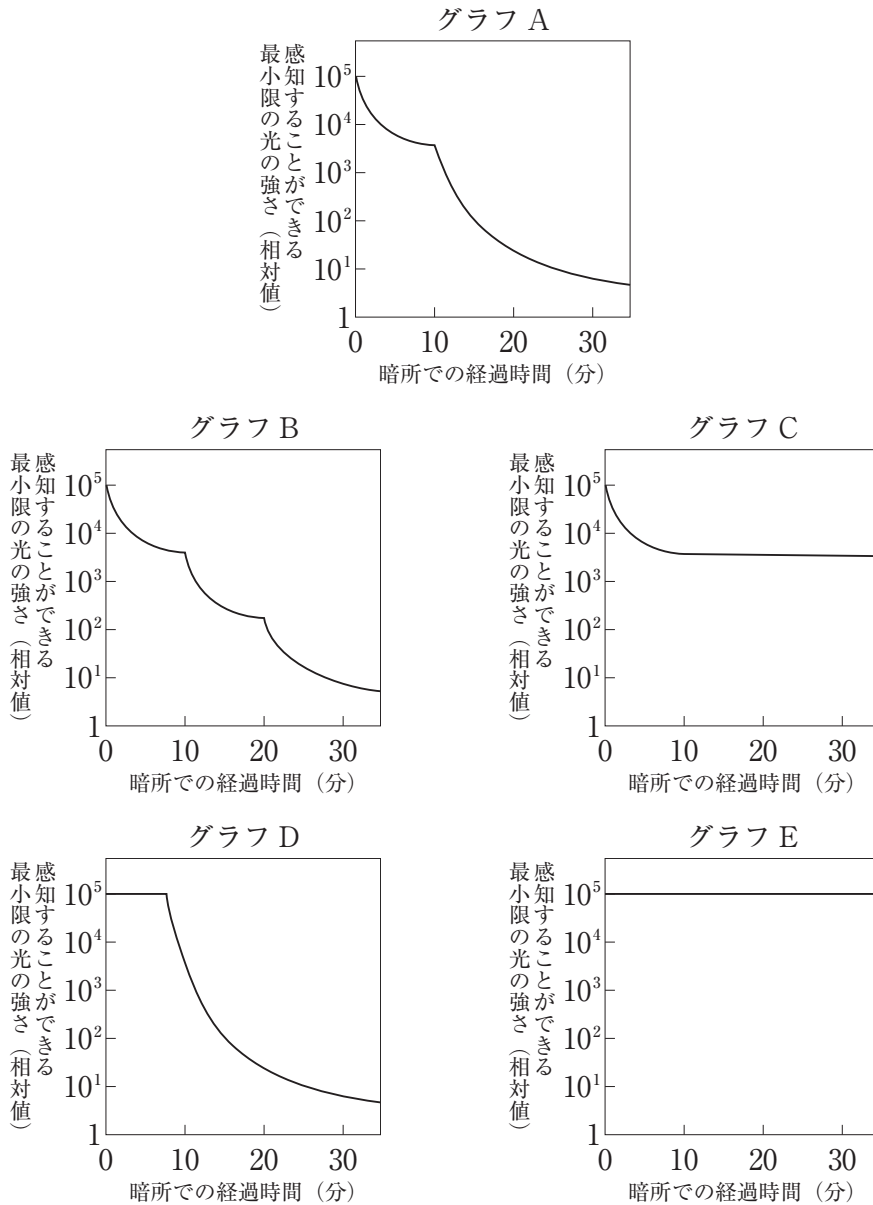 グラフ A
感知することができる
最小限の光の強さ（相対値）
10⁵
10⁴
10³
10²
10¹
1
0 10 20 30
暗所での経過時間（分）
グラフ B
感知することができる
最小限の光の強さ（相対値）
10⁵
10⁴
10³
10²
10¹
1
0 10 20 30
暗所での経過時間（分）
グラフ C
感知することができる
最小限の光の強さ（相対値）
10⁵
10⁴
10³
10²
10¹
1
0 10 20 30
暗所での経過時間（分）
グラフ D
感知することができる
最小限の光の強さ（相対値）
10⁵
10⁴
10³
10²
10¹
1
0 10 20 30
暗所での経過時間（分）
グラフ E
感知することができる
最小限の光の強さ（相対値）
10⁵
10⁴
10³
10²
10¹
1
0 10 20 30
暗所での経過時間（分）